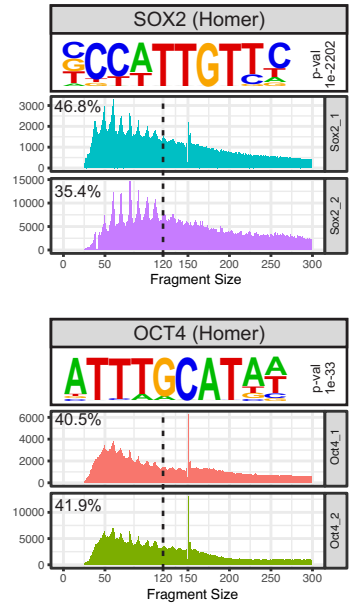 SOX2 (Homer)
GCCATTGTTC
p-val
1e-2202
3000
2000
1000
0
46.8%
Sox2_1
15000
10000
5000
0
35.4%
Sox2_2
0 50 120 150 200 250 300
Fragment Size
OCT4 (Homer)
ATTTGCATAA
p-val
1e-33
6000
4000
2000
0
40.5%
Oct4_1
10000
5000
0
41.9%
Oct4_2
0 50 120 150 200 250 300
Fragment Size